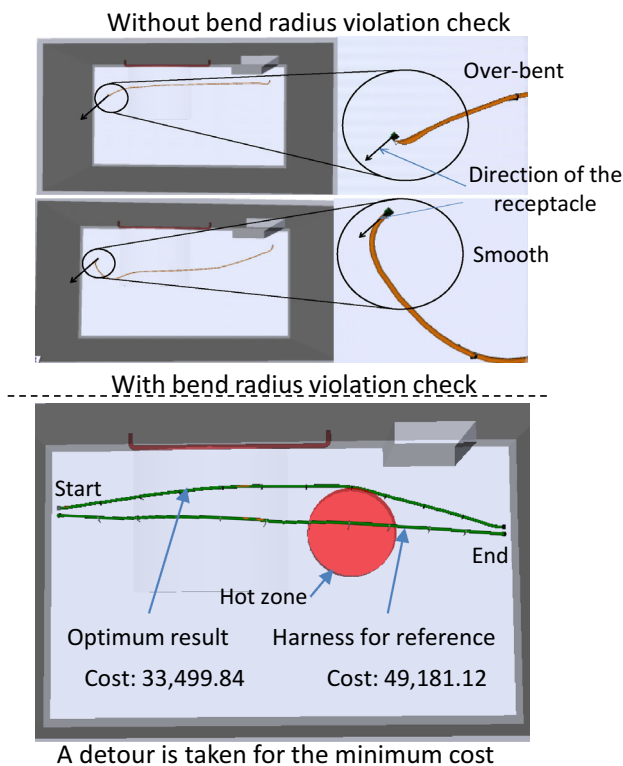 Without bend radius violation check
Over-bent
Direction of the
receptacle
Smooth
With bend radius violation check
Start
End
Hot zone
Optimum result
Harness for reference
Cost: 33,499.84
Cost: 49,181.12
A detour is taken for the minimum cost